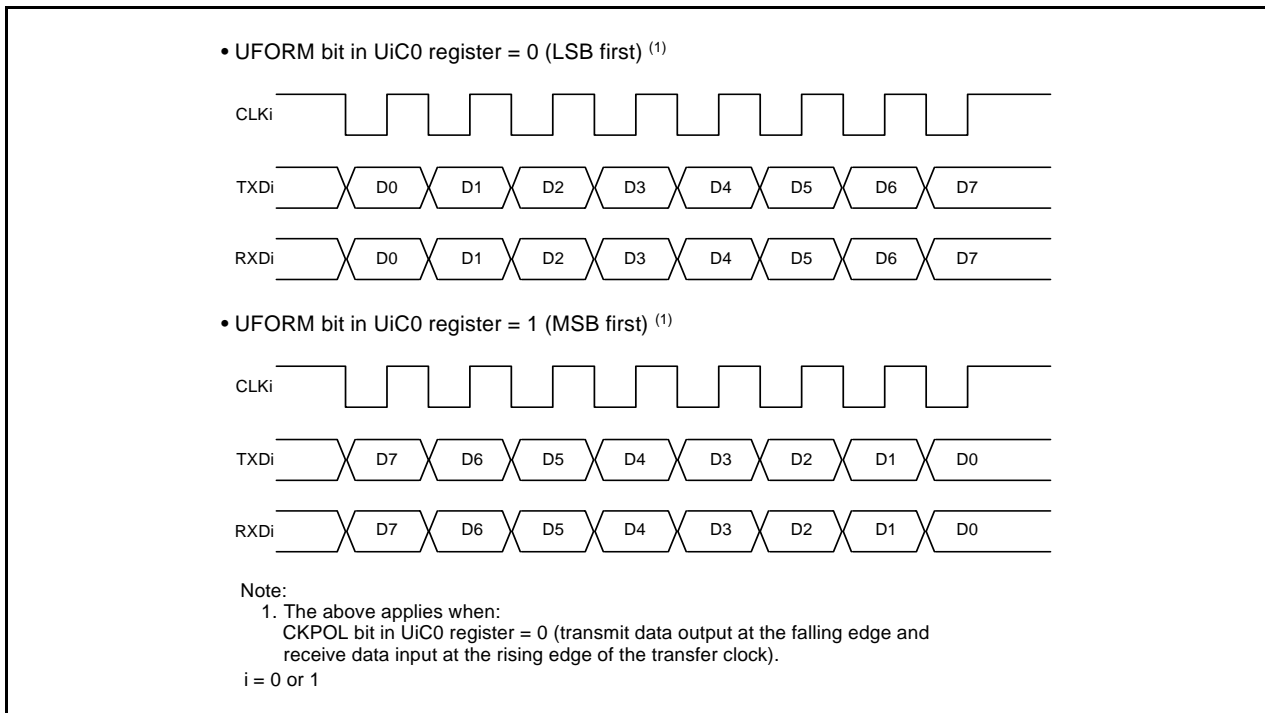 • UFORM bit in UiC0 register = 0 (LSB first) (1)
CLKi
TXDi D0 D1 D2 D3 D4 D5 D6 D7
RXDi D0 D1 D2 D3 D4 D5 D6 D7
• UFORM bit in UiC0 register = 1 (MSB first) (1)
CLKi
TXDi D7 D6 D5 D4 D3 D2 D1 D0
RXDi D7 D6 D5 D4 D3 D2 D1 D0
Note:
1. The above applies when:
CKPOL bit in UiC0 register = 0 (transmit data output at the falling edge and
receive data input at the rising edge of the transfer clock).
i = 0 or 1